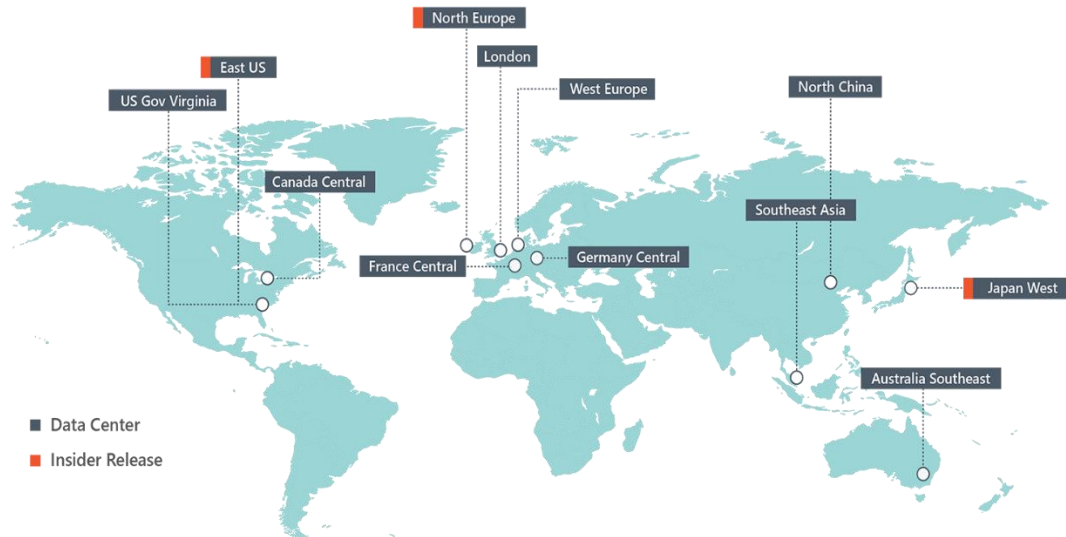 North Europe
London
East US
West Europe
North China
US Gov Virginia
Canada Central
Southeast Asia
France Central
Germany Central
Japan West
Australia Southeast
Data Center
Insider Release